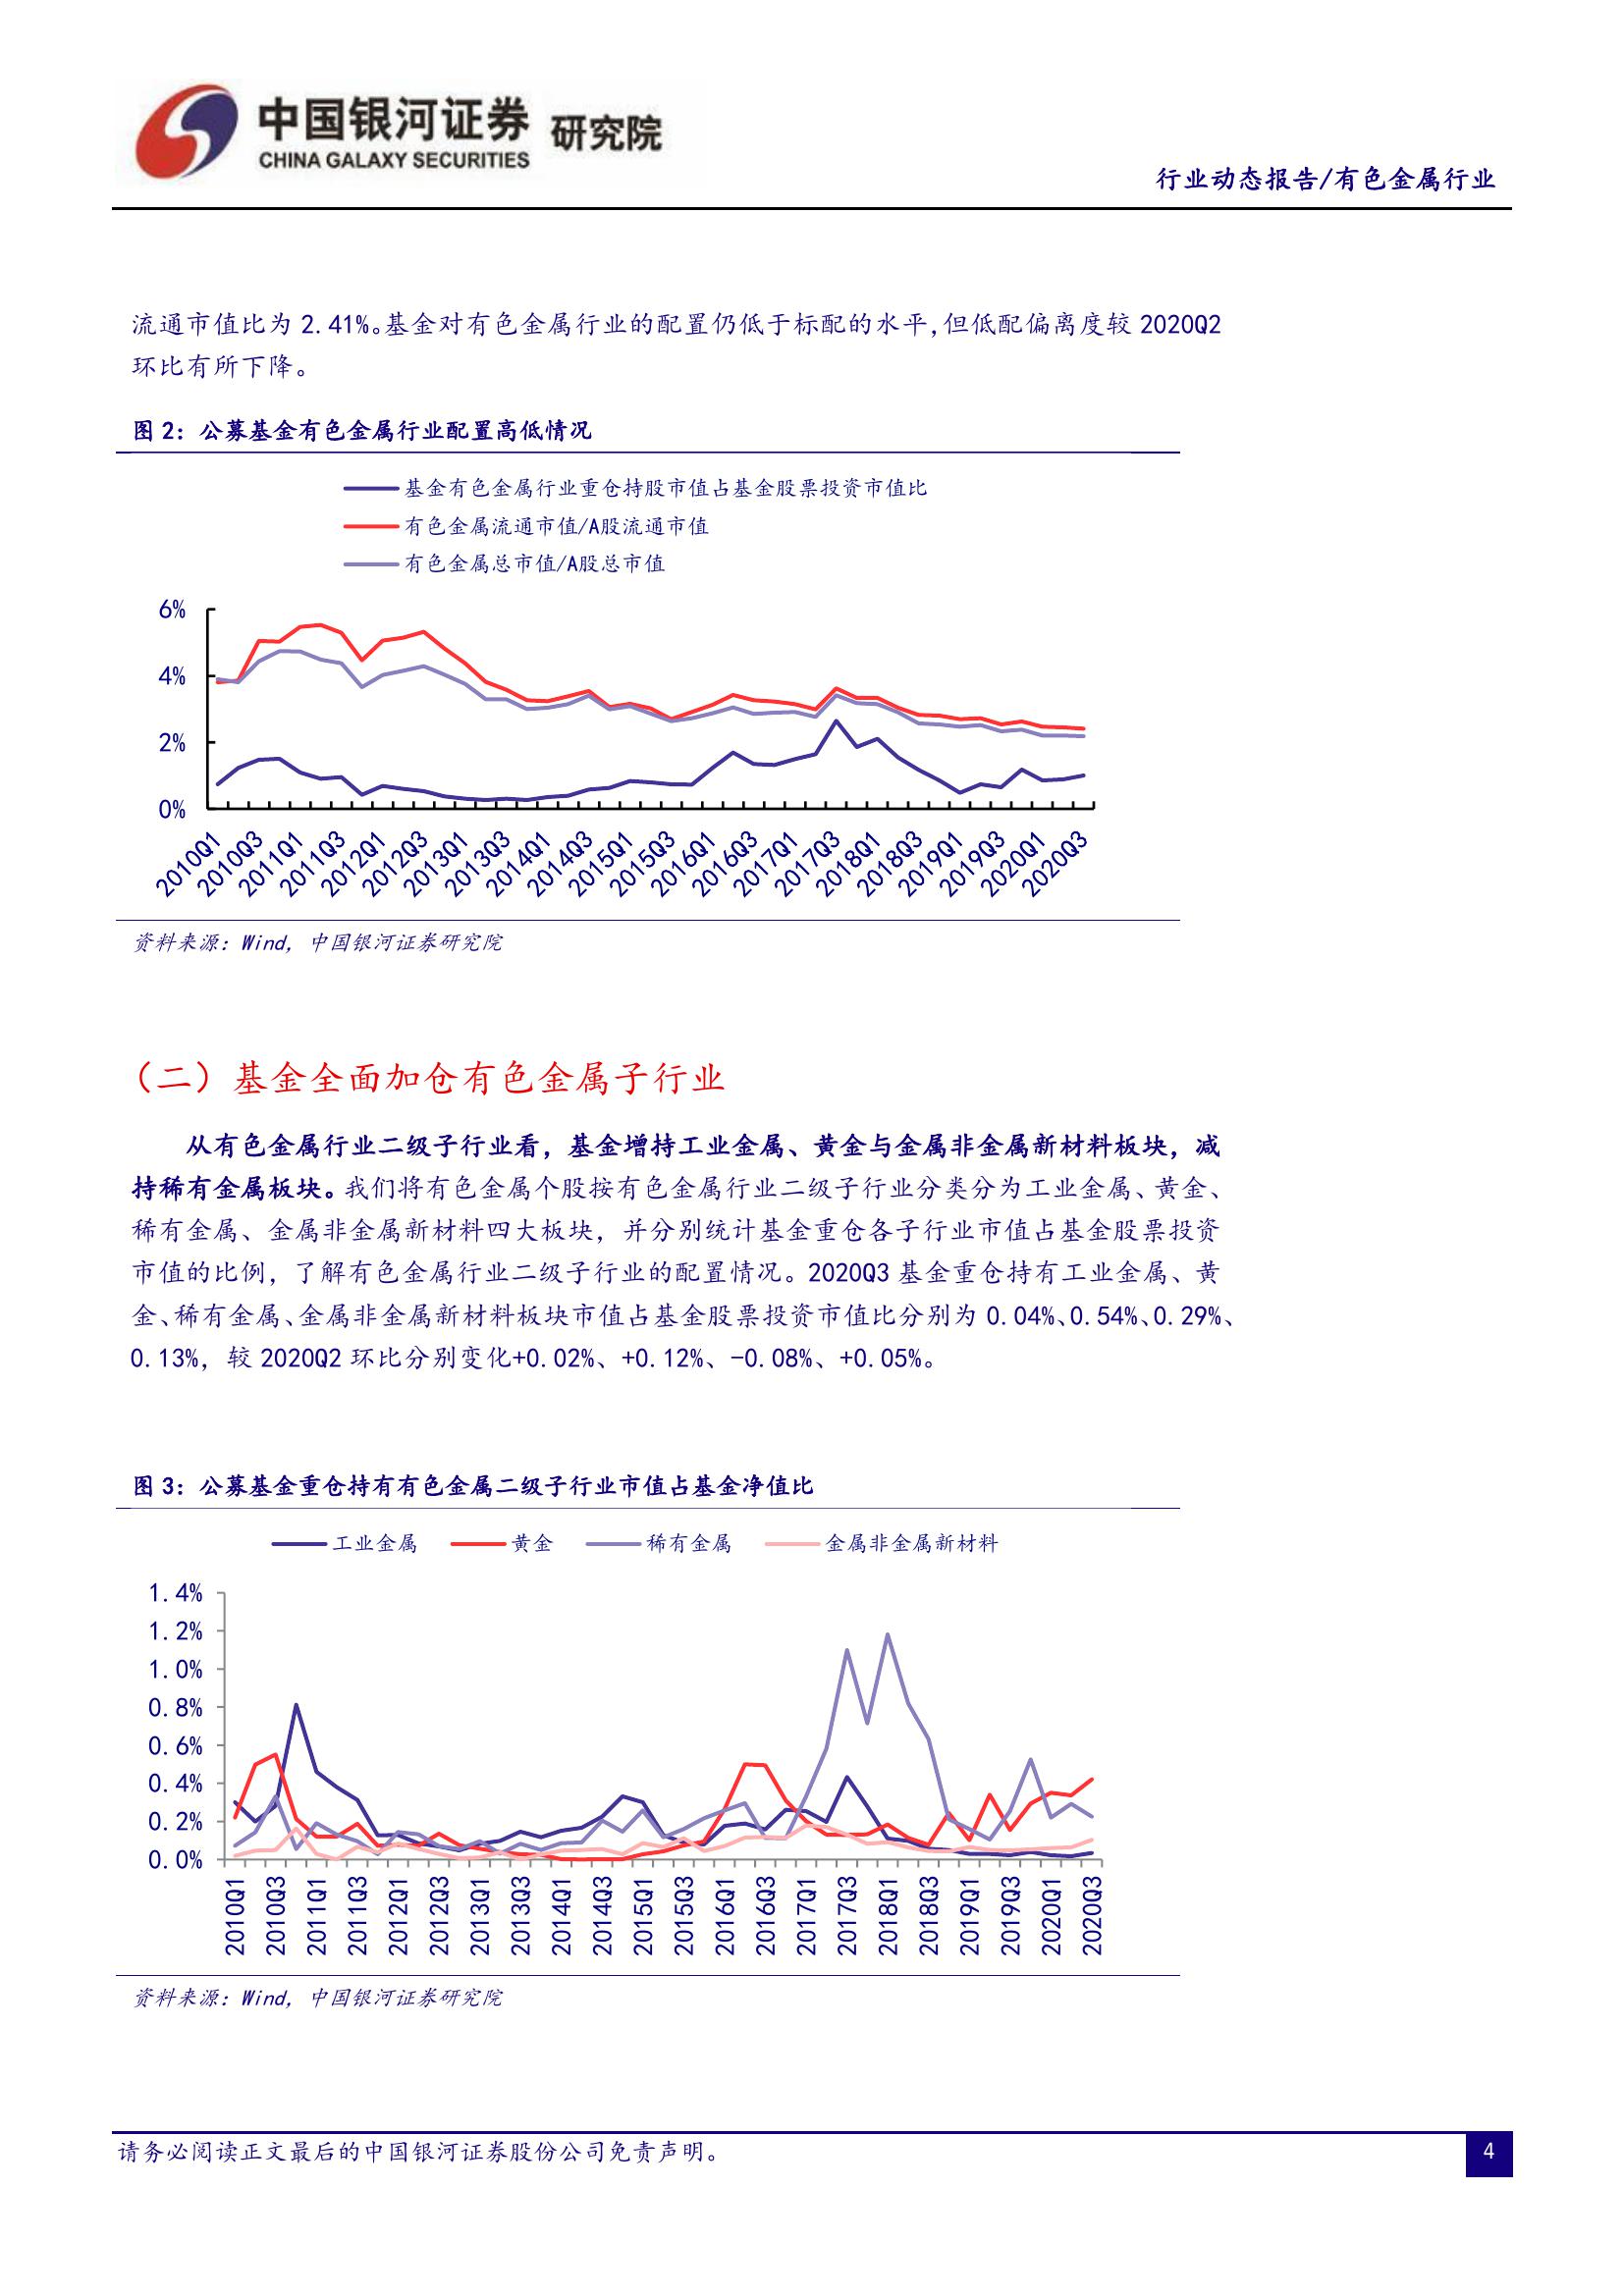 中国银河证券 研究院
CHINA GALAXY SECURITIES
行业动态报告/有色金属行业
流通市值比为 2.41%。基金对有色金属行业的配置仍低于标配的水平,但低配偏离度较 2020Q2
环比有所下降。
图 2：公募基金有色金属行业配置高低情况
基金有色金属行业重仓持股市值占基金股票投资市值比
有色金属流通市值/A股流通市值
有色金属总市值/A股总市值
6%
4%
2%
0%
2010Q1 2010Q3 2011Q1 2011Q3 2012Q1 2012Q3 2013Q1 2013Q3 2014Q1 2014Q3 2015Q1 2015Q3 2016Q1 2016Q3 2017Q1 2017Q3 2018Q1 2018Q3 2019Q1 2019Q3 2020Q1 2020Q3
资料来源：Wind, 中国银河证券研究院
（二）基金全面加仓有色金属子行业
从有色金属行业二级子行业看，基金增持工业金属、黄金与金属非金属新材料板块，减
持稀有金属板块。我们将有色金属个股按有色金属行业二级子行业分类分为工业金属、黄金、
稀有金属、金属非金属新材料四大板块，并分别统计基金重仓各子行业市值占基金股票投资
市值的比例，了解有色金属行业二级子行业的配置情况。2020Q3 基金重仓持有工业金属、黄
金、稀有金属、金属非金属新材料板块市值占基金股票投资市值比分别为 0.04%、0.54%、0.29%、
0.13%，较 2020Q2 环比分别变化+0.02%、+0.12%、-0.08%、+0.05%。
图 3：公募基金重仓持有有色金属二级子行业市值占基金净值比
工业金属 黄金 稀有金属 金属非金属新材料
1.4%
1.2%
1.0%
0.8%
0.6%
0.4%
0.2%
0.0%
2010Q1 2010Q3 2011Q1 2011Q3 2012Q1 2012Q3 2013Q1 2013Q3 2014Q1 2014Q3 2015Q1 2015Q3 2016Q1 2016Q3 2017Q1 2017Q3 2018Q1 2018Q3 2019Q1 2019Q3 2020Q1 2020Q3
资料来源：Wind, 中国银河证券研究院
请务必阅读正文最后的中国银河证券股份公司免责声明。
4